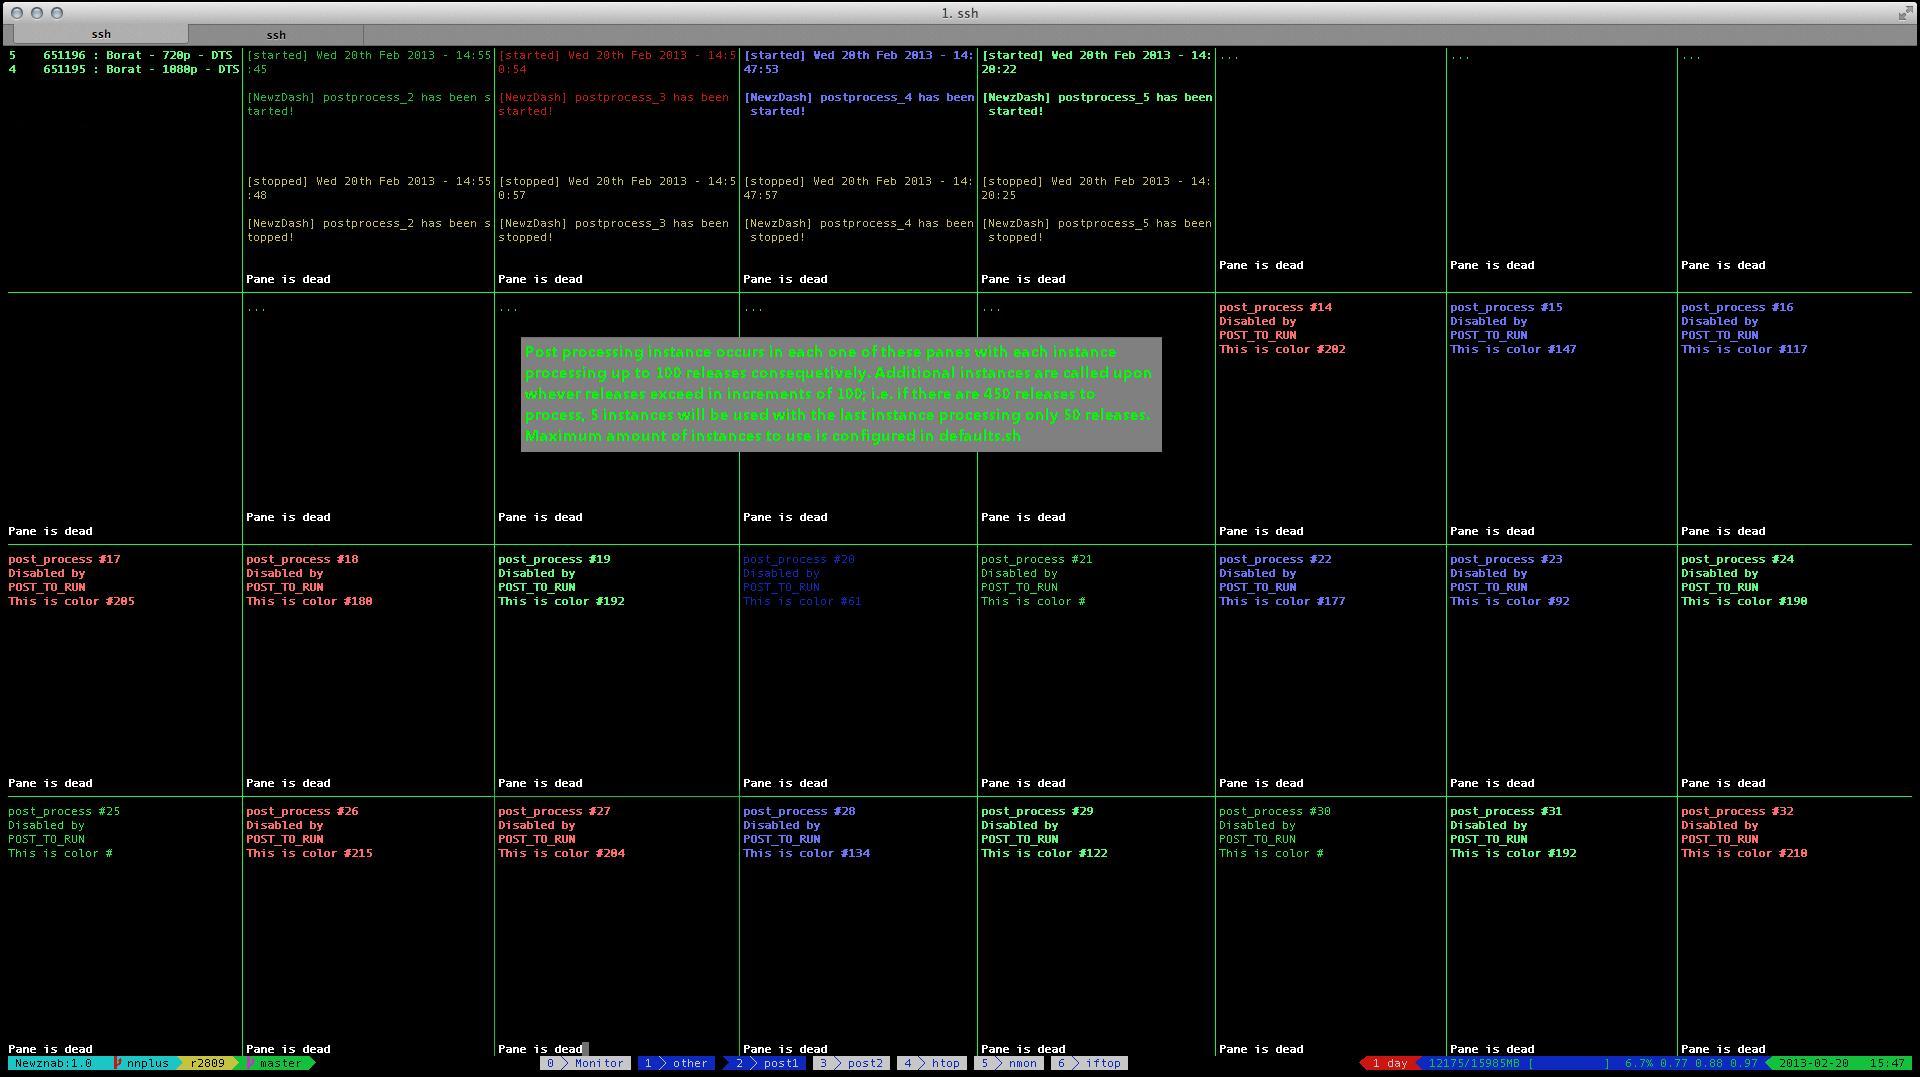 1. ssh
ssh
ssh
5 651196 : Borat - 720p - DTS
4 651195 : Borat - 1080p - DTS
[started] Wed 20th Feb 2013 - 14:55
:45
[NewzDash] postprocess_2 has been s
tarted!
[stopped] Wed 20th Feb 2013 - 14:55
:48
[NewzDash] postprocess_2 has been s
topped!
Pane is dead
[started] Wed 20th Feb 2013 - 14:5
0:54
[NewzDash] postprocess_3 has been
started!
[stopped] Wed 20th Feb 2013 - 14:5
0:57
[NewzDash] postprocess_3 has been
stopped!
Pane is dead
[started] Wed 20th Feb 2013 - 14:
47:53
[NewzDash] postprocess_4 has been
started!
[stopped] Wed 20th Feb 2013 - 14:
47:57
[NewzDash] postprocess_4 has been
stopped!
Pane is dead
[started] Wed 20th Feb 2013 - 14:
20:22
[NewzDash] postprocess_5 has been
started!
[stopped] Wed 20th Feb 2013 - 14:
20:25
[NewzDash] postprocess_5 has been
stopped!
Pane is dead
...
Pane is dead
...
Pane is dead
...
Pane is dead
Pane is dead
...
Pane is dead
...
Pane is dead
...
Pane is dead
...
Pane is dead
Post processing instance occurs in each one of these panes with each instance
processing up to 100 releases consequetively. Additional instances are called upon
whever releases exceed in increments of 100; i.e. if there are 450 releases to
process, 5 instances will be used with the last instance processing only 50 releases.
Maximum amount of instances to use is configured in defaults.sh
post_process #14
Disabled by
POST_TO_RUN
This is color #202
Pane is dead
post_process #15
Disabled by
POST_TO_RUN
This is color #147
Pane is dead
post_process #16
Disabled by
POST_TO_RUN
This is color #117
Pane is dead
post_process #17
Disabled by
POST_TO_RUN
This is color #205
Pane is dead
post_process #18
Disabled by
POST_TO_RUN
This is color #180
Pane is dead
post_process #19
Disabled by
POST_TO_RUN
This is color #192
Pane is dead
post_process #20
Disabled by
POST_TO_RUN
This is color #61
Pane is dead
post_process #21
Disabled by
POST_TO_RUN
This is color #
Pane is dead
post_process #22
Disabled by
POST_TO_RUN
This is color #177
Pane is dead
post_process #23
Disabled by
POST_TO_RUN
This is color #92
Pane is dead
post_process #24
Disabled by
POST_TO_RUN
This is color #190
Pane is dead
post_process #25
Disabled by
POST_TO_RUN
This is color #
Pane is dead
post_process #26
Disabled by
POST_TO_RUN
This is color #215
Pane is dead
post_process #27
Disabled by
POST_TO_RUN
This is color #204
Pane is dead
post_process #28
Disabled by
POST_TO_RUN
This is color #134
Pane is dead
post_process #29
Disabled by
POST_TO_RUN
This is color #122
Pane is dead
post_process #30
Disabled by
POST_TO_RUN
This is color #
Pane is dead
post_process #31
Disabled by
POST_TO_RUN
This is color #192
Pane is dead
post_process #32
Disabled by
POST_TO_RUN
This is color #210
Pane is dead
Newznab:1.0 nnplus r2809 master 0 Monitor 1 other 2 post1 3 post2 4 htop 5 nmon 6 iftop 1 day 12175/15985MB [ ] 6.7% 0.77 0.88 0.97 2013-02-20 15:47